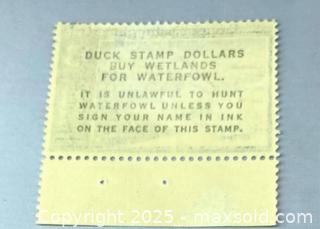 DUCK STAMP DOLLARS
BUY WETLANDS
FOR WATERFOWL.
IT IS UNLAWFUL TO HUNT
WATERFOWL UNLESS YOU
SIGN YOUR NAME IN INK
ON THE FACE OF THIS STAMP.
Copyright © 2025 - maxsold.com